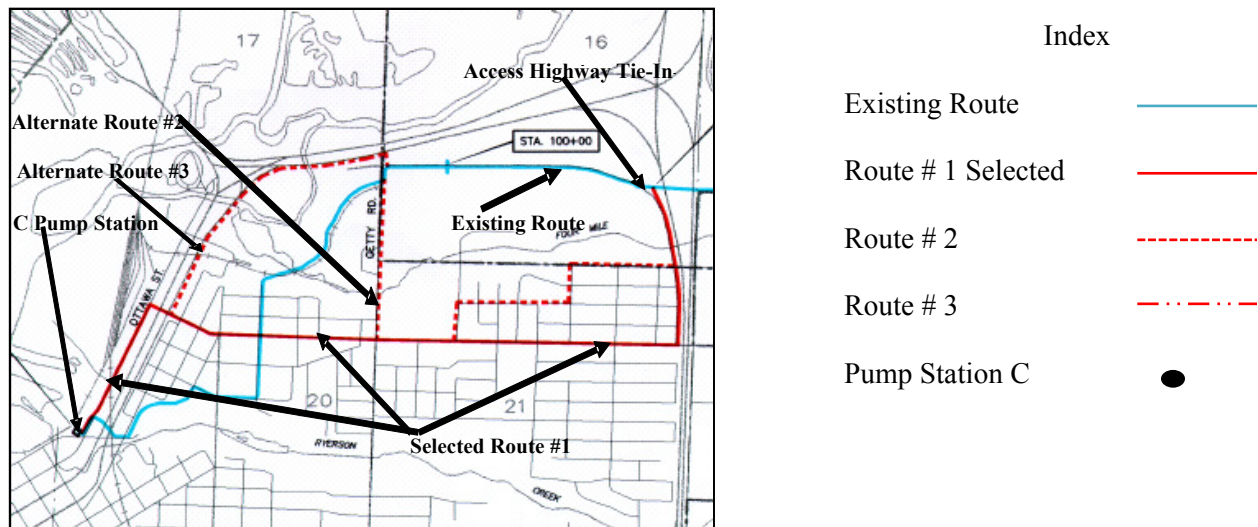 17
16
Access Highway Tie-In
Alternate Route #2
STA. 100+00
Alternate Route #3
C Pump Station
GETTY RD.
Existing Route
FOUR MILE
OTTAWA ST
20
21
RYERSON
Selected Route #1
CREEK
Index
Existing Route
Route # 1 Selected
Route # 2
Route # 3
Pump Station C